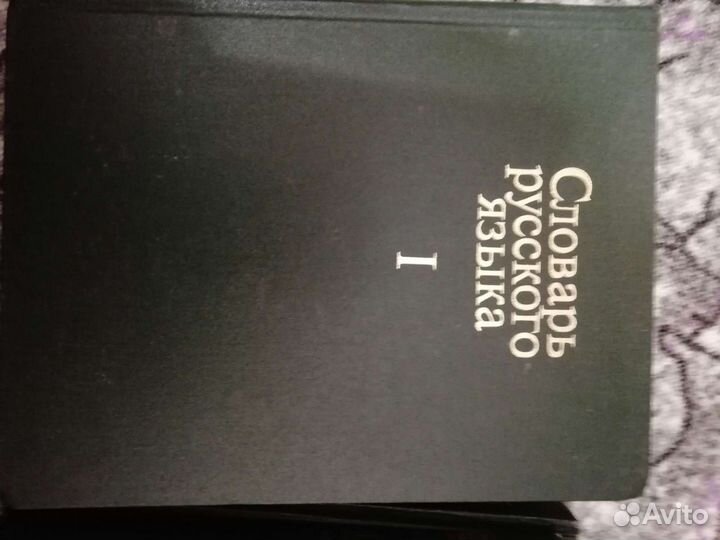 Словарь
русского
языка
I
Avito